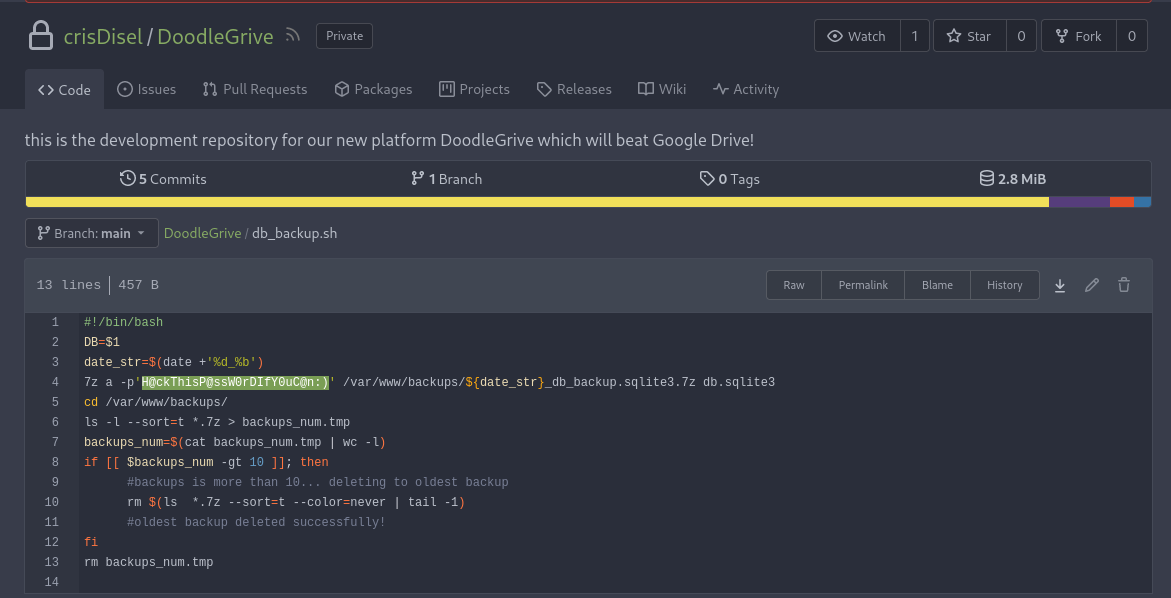 crisDisel / DoodleGrive Private Watch 1 Star 0 Fork 0
Code Issues Pull Requests Packages Projects Releases Wiki Activity
this is the development repository for our new platform DoodleGrive which will beat Google Drive!
5 Commits 1 Branch 0 Tags 2.8 MiB
Branch: main DoodleGrive / db_backup.sh
13 lines 457 B Raw Permalink Blame History
1 #!/bin/bash
2 DB=$1
3 date_str=$(date +'%d_%b')
4 7z a -p'H@ckThisP@ssW0rDIfY0uC@n:)' /var/www/backups/${date_str}_db_backup.sqlite3.7z db.sqlite3
5 cd /var/www/backups/
6 ls -l --sort=t *.7z > backups_num.tmp
7 backups_num=$(cat backups_num.tmp | wc -l)
8 if [[ $backups_num -gt 10 ]]; then
9 #backups is more than 10... deleting to oldest backup
10 rm $(ls  *.7z --sort=t --color=never | tail -1)
11 #oldest backup deleted successfully!
12 fi
13 rm backups_num.tmp
14